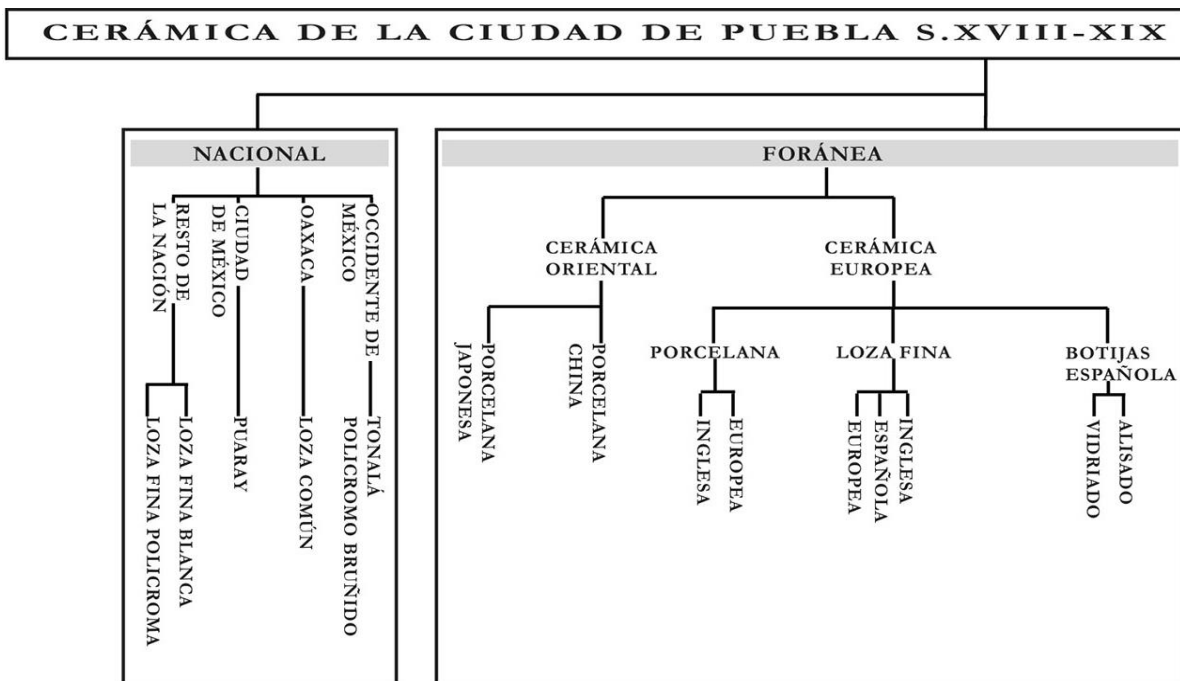 CERÁMICA DE LA CIUDAD DE PUEBLA S.XVIII-XIX
NACIONAL
RESTO DE
LA NACIÓN
CIUDAD
DE MÉXICO
OAXACA
OCCIDENTE DE
MÉXICO
LOZA FINA POLICROMA
LOZA FINA BLANCA
PUARAY
LOZA COMÚN
TONALÁ
POLICROMO BRUÑIDO
FORÁNEA
CERÁMICA
ORIENTAL
CERÁMICA
EUROPEA
PORCELANA
JAPONESA
PORCELANA
CHINA
PORCELANA
INGLESA
EUROPEA
LOZA FINA
EUROPEA
ESPAÑOLA
INGLESA
BOTIJAS
ESPAÑOLA
VIDRIADO
ALISADO